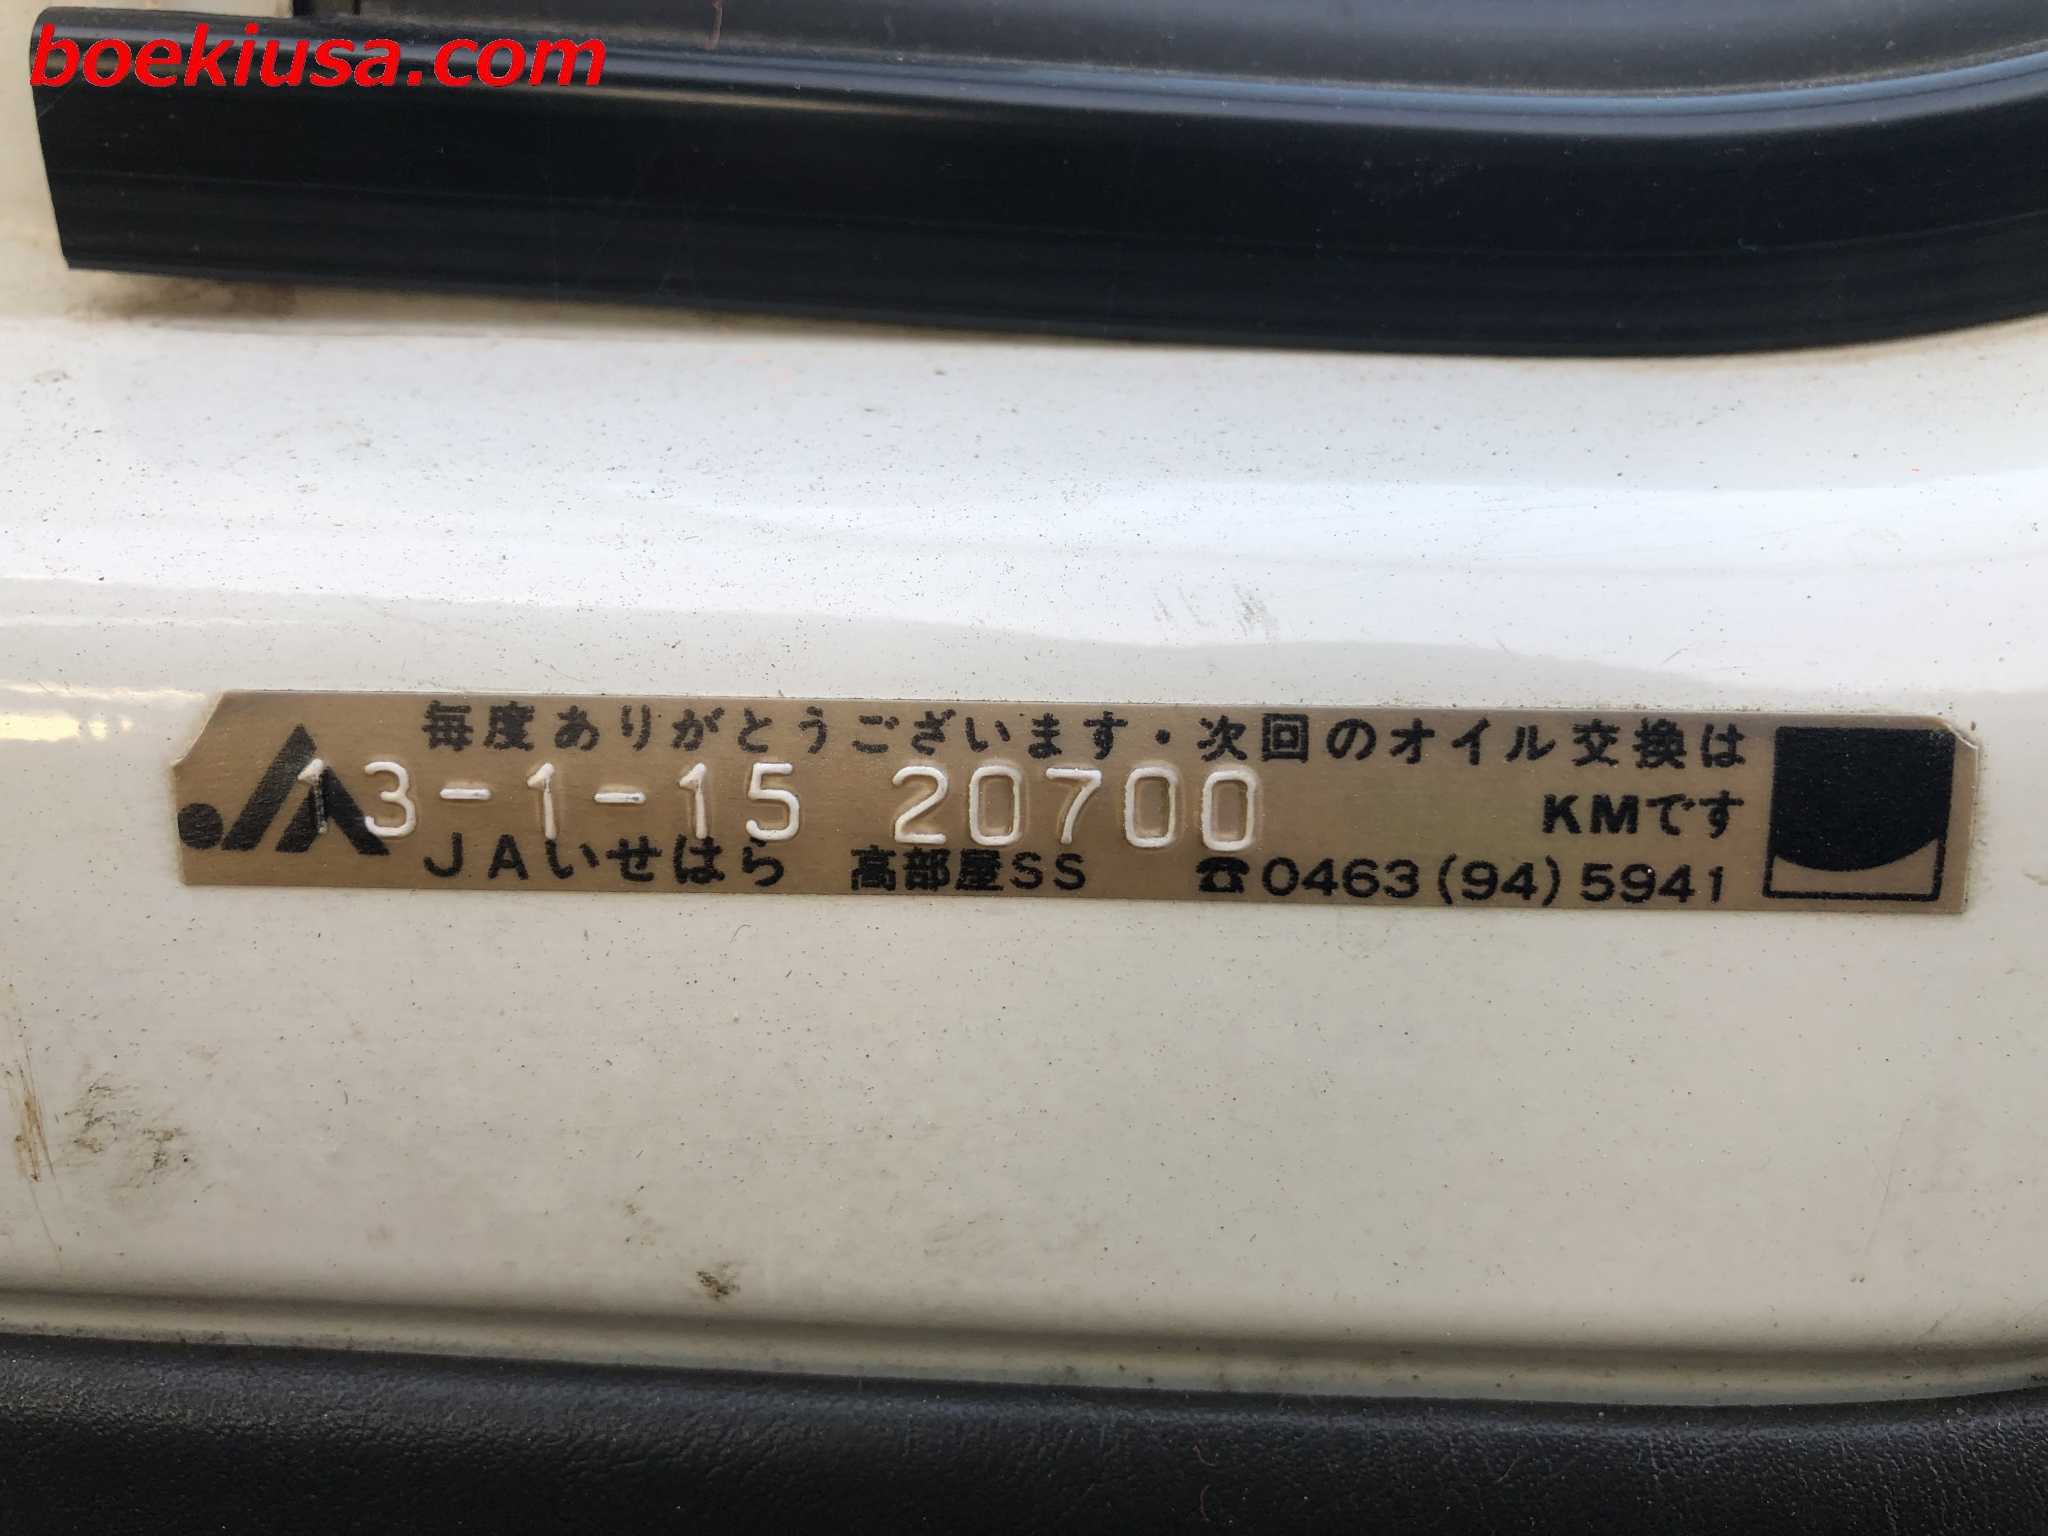 boekiusa.com
毎度ありがとうございます・次回のオイル交換は
13-1-15 20700 KMです
JAいせはら 高部屋SS ☎0463(94)5941